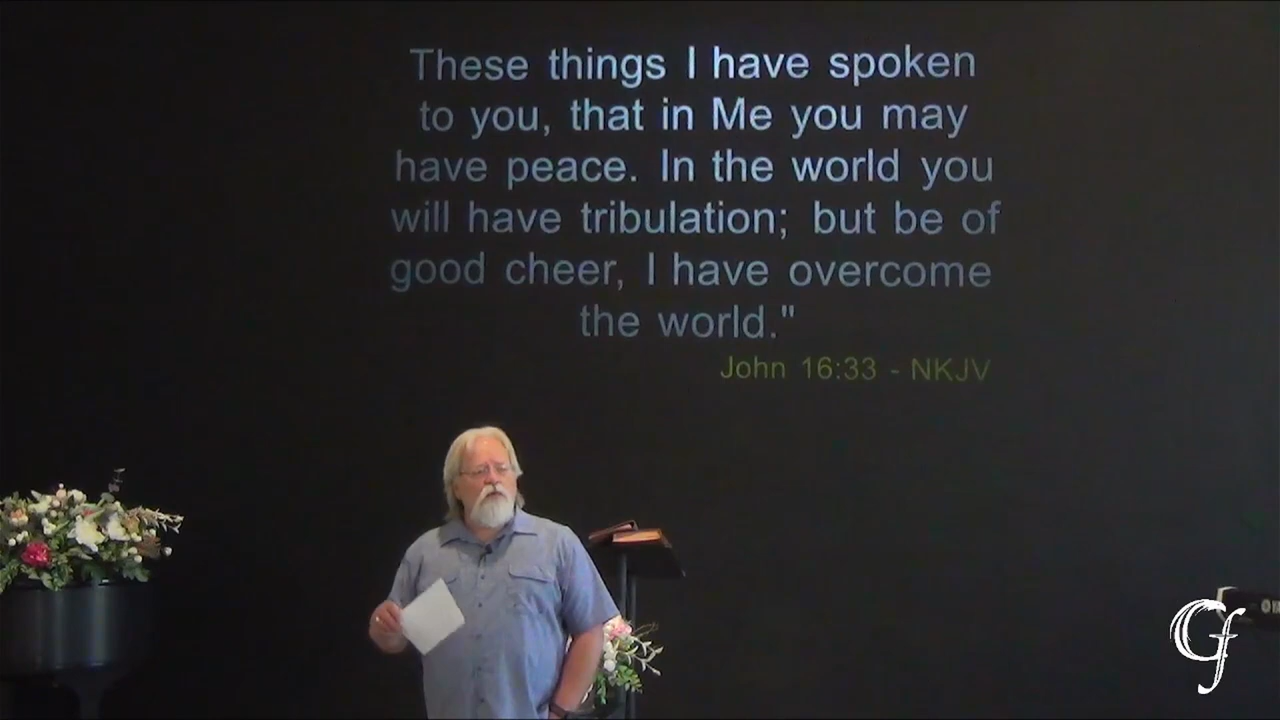 These things I have spoken
to you, that in Me you may
have peace. In the world you
will have tribulation; but be of
good cheer, I have overcome
the world."
John 16:33 - NKJV
Gf